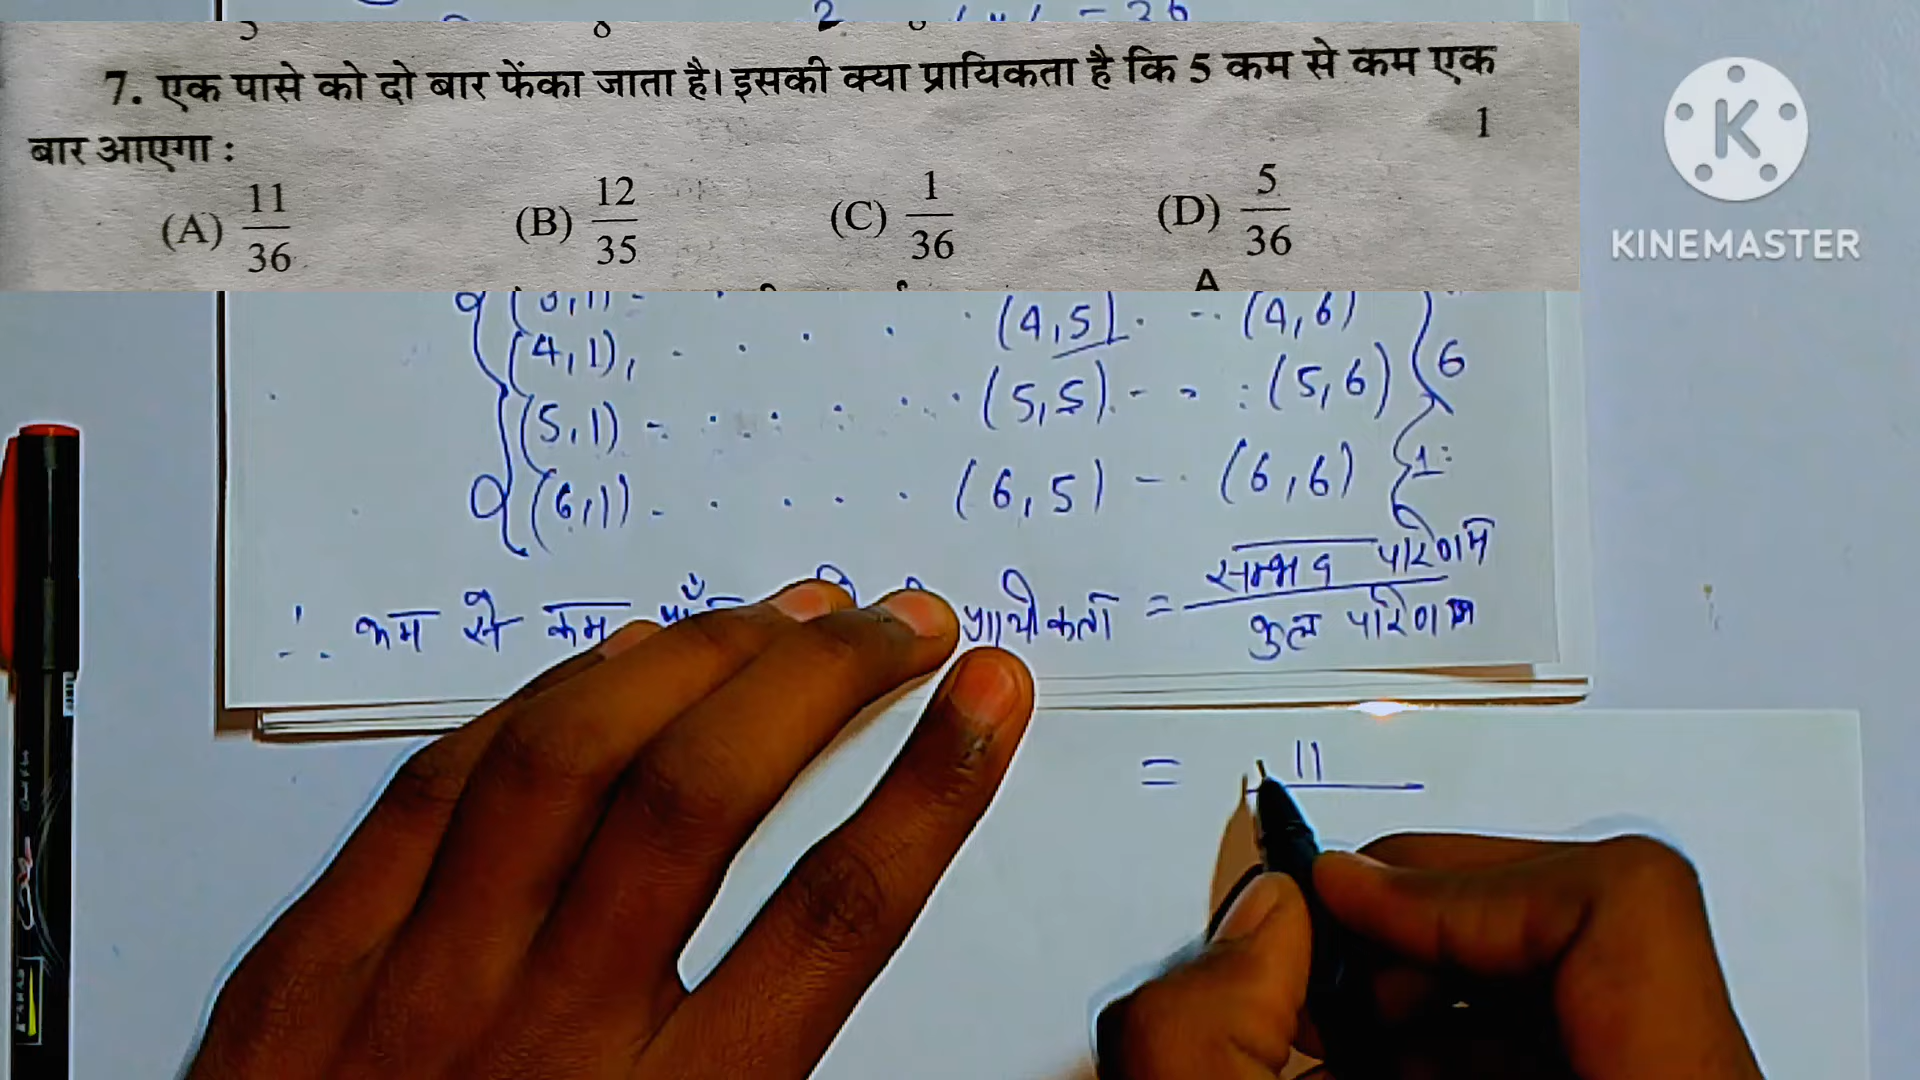 2 = 36
7. एक पासे को दो बार फेंका जाता है। इसकी क्या प्रायिकता है कि 5 कम से कम एक
बार आएगा : 1
(A) 11/36 (B) 12/35 (C) 1/36 (D) 5/36
KINEMASTER
(4,1), . . . . (4,5) . -- (4,6)
(5,1) - . . . . . (5,5) . - - : (5,6) 6
(6,1) - . . . . (6,5) - - (6,6) 1
∴ कम से कम प्रायीकता = सम्भव परिणाम / कुल परिणाम
= 11